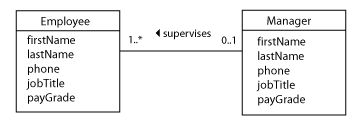 Employee
firstName
lastName
phone
jobTitle
payGrade
1..*
◄ supervises
0..1
Manager
firstName
lastName
phone
jobTitle
payGrade